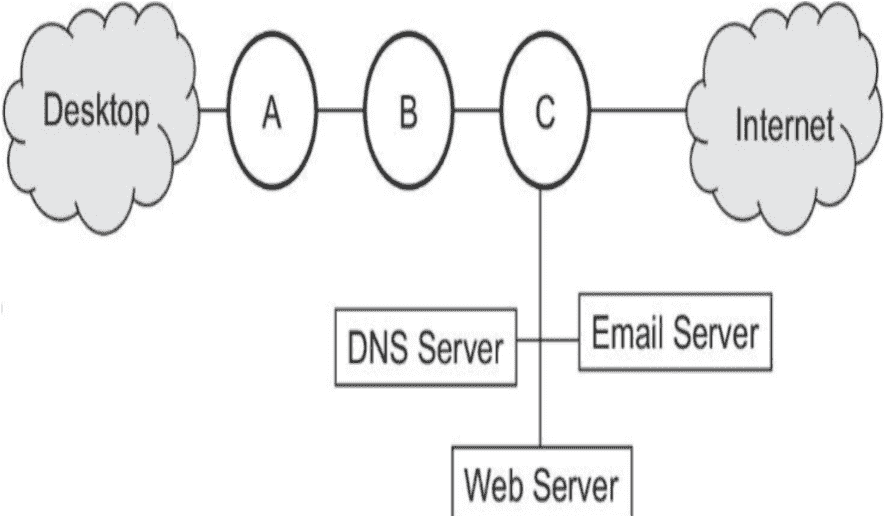 Desktop
A
B
C
Internet
DNS Server
Email Server
Web Server